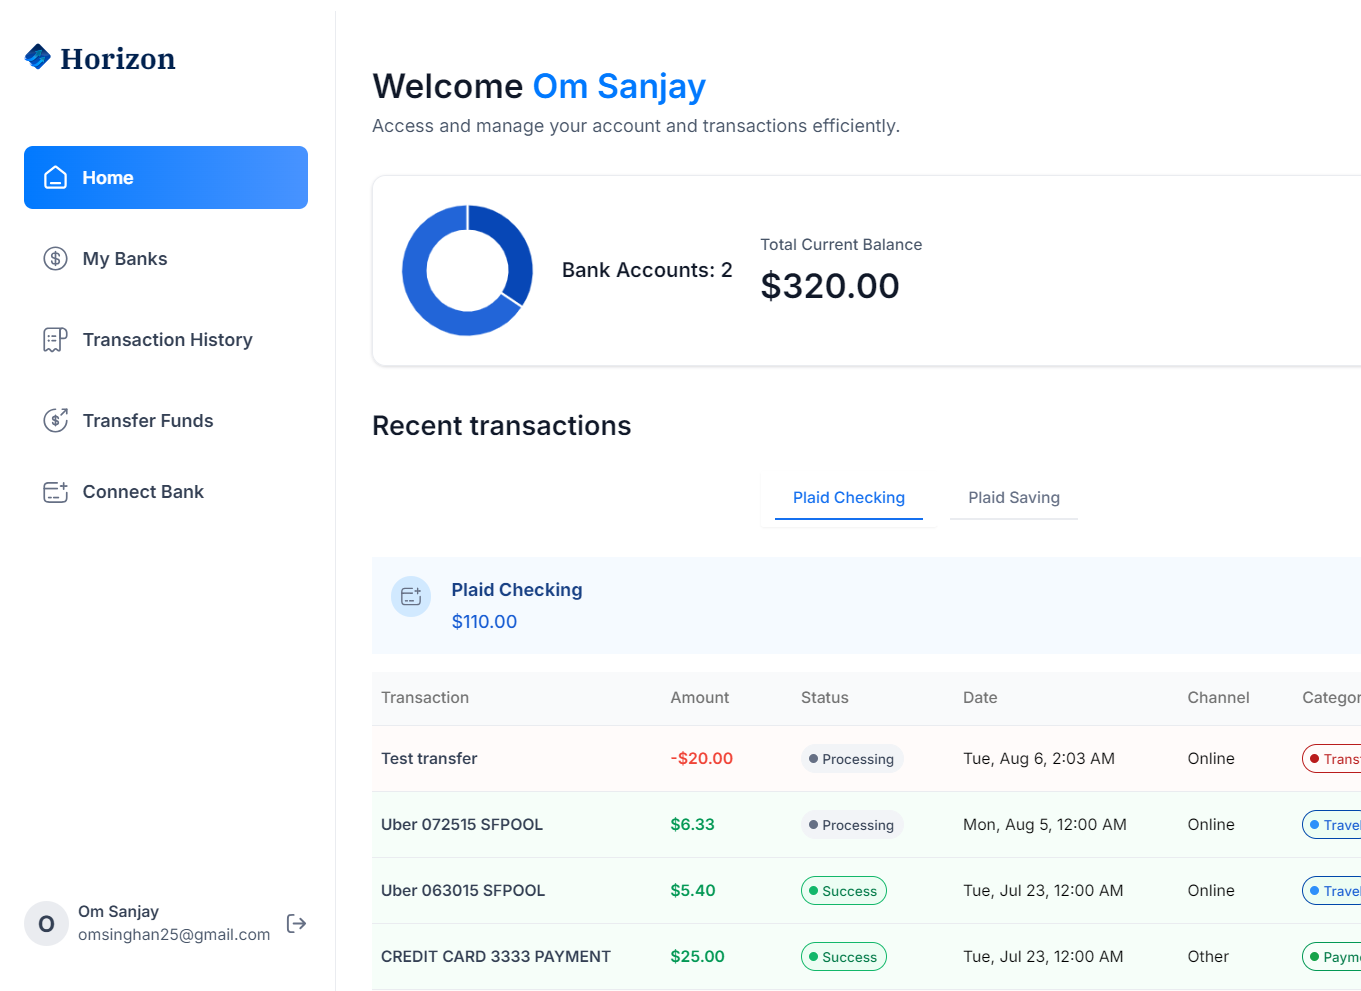 Horizon
Home
My Banks
Transaction History
Transfer Funds
Connect Bank
O
Om Sanjay
omsinghan25@gmail.com
Welcome Om Sanjay
Access and manage your account and transactions efficiently.
Bank Accounts: 2
Total Current Balance
$320.00
Recent transactions
Plaid Checking Plaid Saving
Plaid Checking
$110.00
Transaction Amount Status Date Channel Categor
Test transfer -$20.00 Processing Tue, Aug 6, 2:03 AM Online Trans
Uber 072515 SFPOOL $6.33 Processing Mon, Aug 5, 12:00 AM Online Travel
Uber 063015 SFPOOL $5.40 Success Tue, Jul 23, 12:00 AM Online Travel
CREDIT CARD 3333 PAYMENT $25.00 Success Tue, Jul 23, 12:00 AM Other Payme